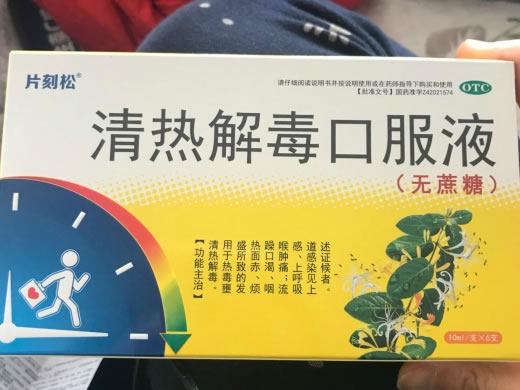 片刻松®
请仔细阅读说明书并按说明使用或在药师指导下购买和使用
【批准文号】国药准字Z42021574
OTC
清热解毒口服液
（无蔗糖）
【功能主治】
清热解毒。
用于热毒壅
盛所致的发
热面赤、烦
躁口渴、咽
喉肿痛；流
感、上呼吸
道感染见上
述证候者。
10ml/支×6支